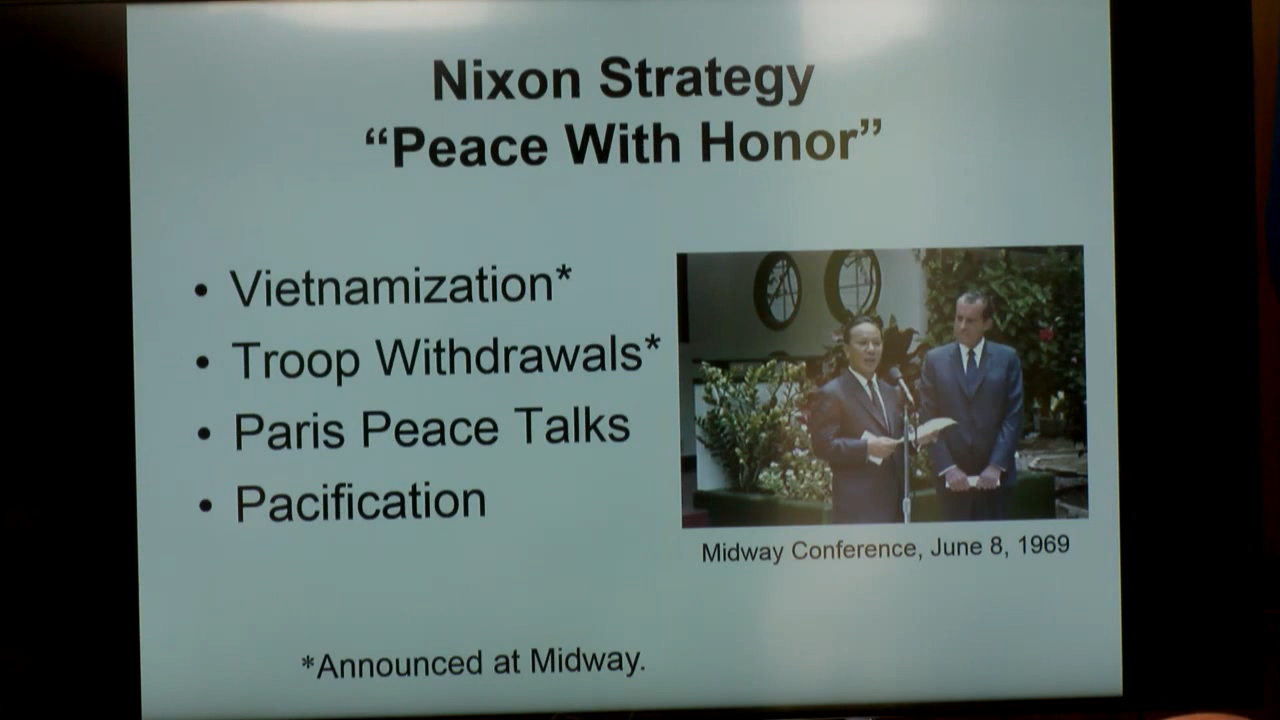 Nixon Strategy
“Peace With Honor”
• Vietnamization*
• Troop Withdrawals*
• Paris Peace Talks
• Pacification
Midway Conference, June 8, 1969
*Announced at Midway.